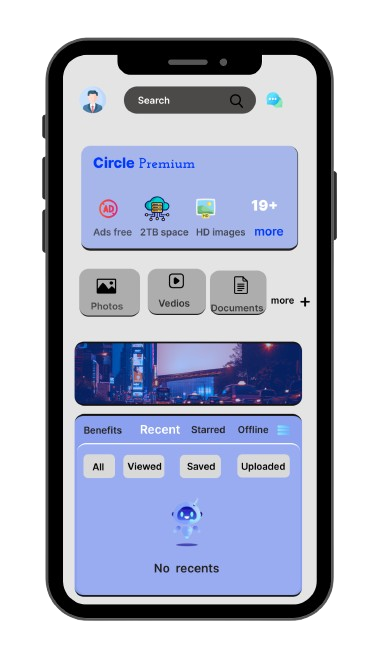 Search
Circle Premium
AD
HD
19+
Ads free 2TB space HD images more
Photos Vedios Documents more +
Benefits Recent Starred Offline
All Viewed Saved Uploaded
No recents